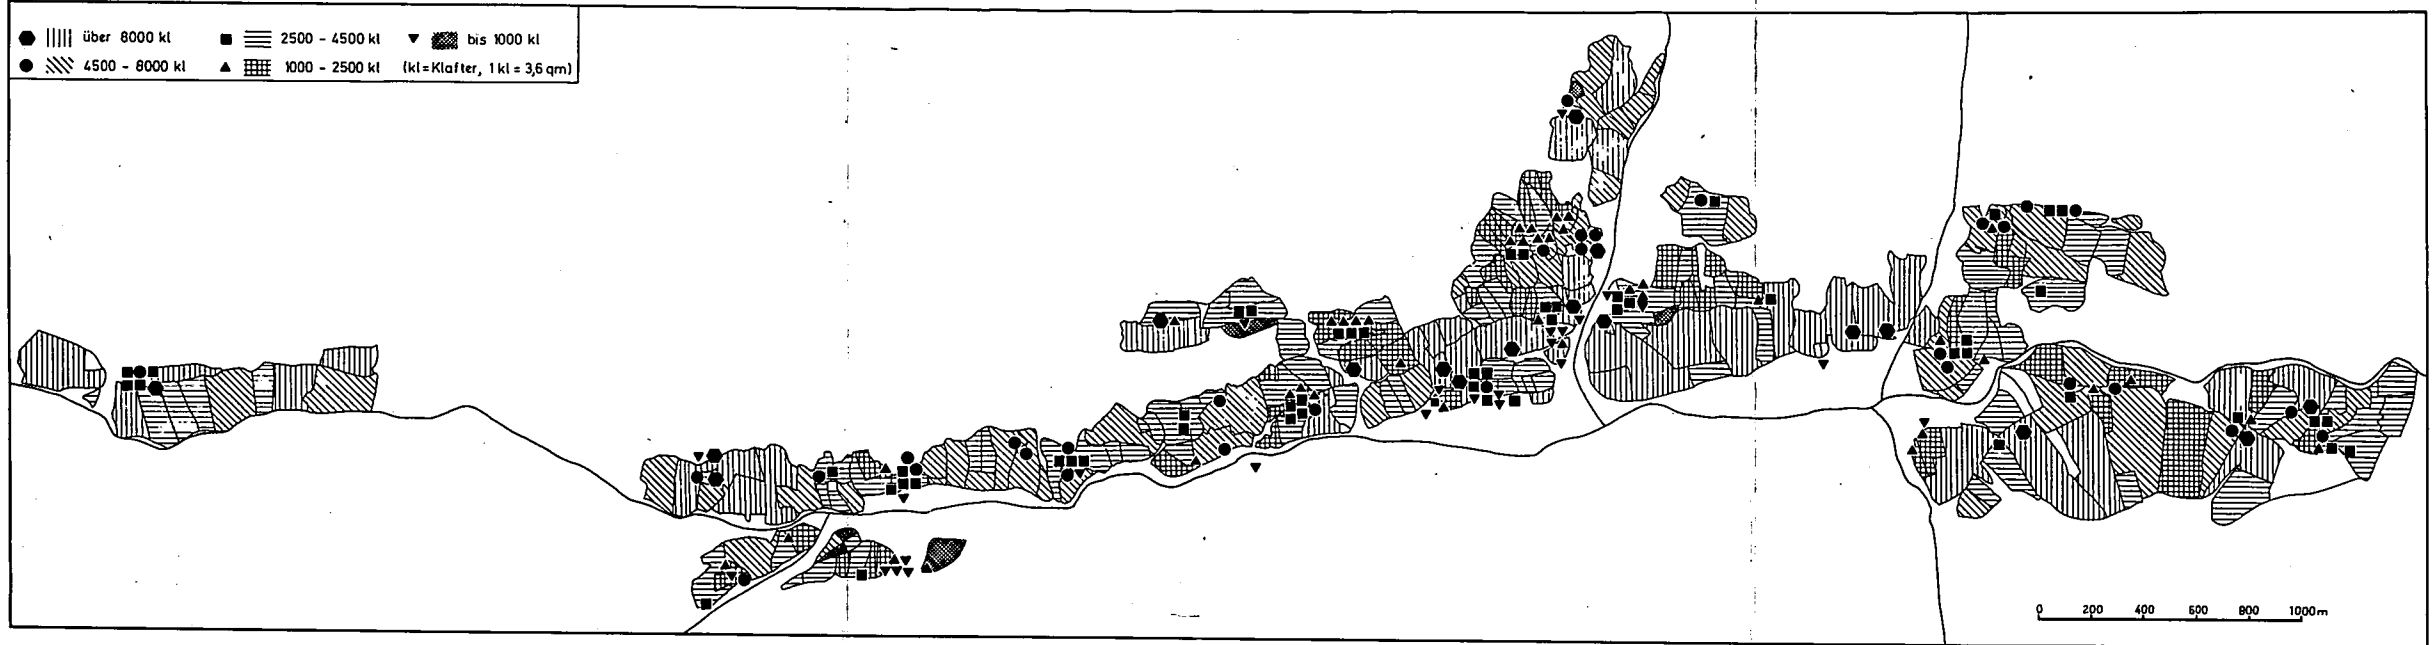 über 8000 kl 2500 - 4500 kl bis 1000 kl
4500 - 8000 kl 1000 - 2500 kl (kl=Klafter, 1 kl = 3,6 qm)
0 200 400 600 800 1000m